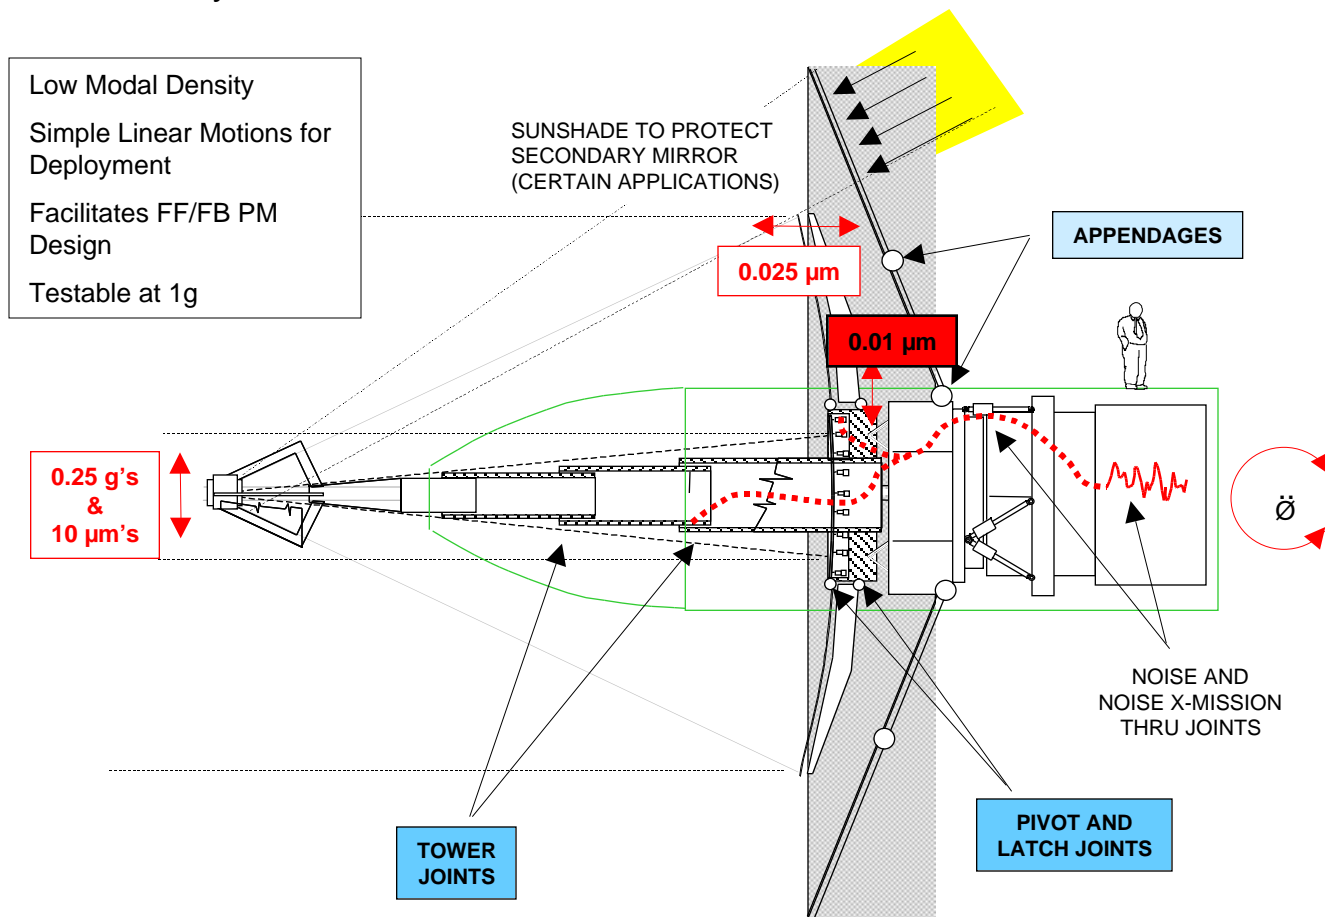 Low Modal Density
Simple Linear Motions for
Deployment
Facilitates FF/FB PM
Design
Testable at 1g
SUNSHADE TO PROTECT
SECONDARY MIRROR
(CERTAIN APPLICATIONS)
APPENDAGES
0.025 µm
0.01 µm
0.25 g's
&
10 µm's
Ö
NOISE AND
NOISE X-MISSION
THRU JOINTS
TOWER
JOINTS
PIVOT AND
LATCH JOINTS